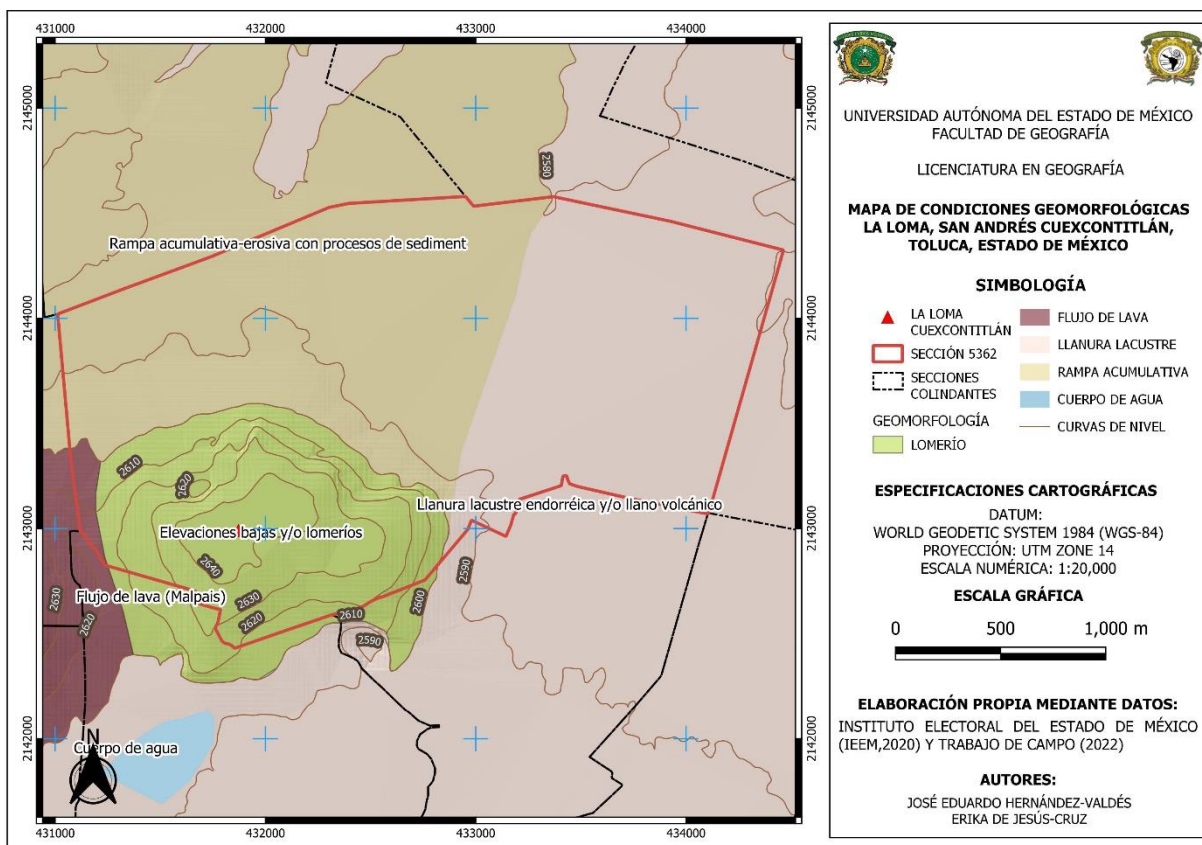 431000 432000 433000 434000
2145000
2144000
2143000
2142000
2580
Rampa acumulativa-erosiva con procesos de sediment
2610
2620
Llanura lacustre endorréica y/o llano volcánico
Elevaciones bajas y/o lomeríos
2640
2590
2630
2620
Flujo de lava (Malpais)
2630
2600
2620
2610
2590
Cuerpo de agua
N
2145000
2144000
2143000
2142000
431000 432000 433000 434000
UNIVERSIDAD AUTÓNOMA DEL ESTADO DE MÉXICO
FACULTAD DE GEOGRAFÍA
LICENCIATURA EN GEOGRAFÍA
MAPA DE CONDICIONES GEOMORFOLÓGICAS
LA LOMA, SAN ANDRÉS CUEXCONTITLÁN,
TOLUCA, ESTADO DE MÉXICO
SIMBOLOGÍA
LA LOMA
CUEXCONTITLÁN
SECCIÓN 5362
SECCIONES
COLINDANTES
GEOMORFOLOGÍA
LOMERÍO
FLUJO DE LAVA
LLANURA LACUSTRE
RAMPA ACUMULATIVA
CUERPO DE AGUA
CURVAS DE NIVEL
ESPECIFICACIONES CARTOGRÁFICAS
DATUM:
WORLD GEODETIC SYSTEM 1984 (WGS-84)
PROYECCIÓN: UTM ZONE 14
ESCALA NUMÉRICA: 1:20,000
ESCALA GRÁFICA
0 500 1,000 m
ELABORACIÓN PROPIA MEDIANTE DATOS:
INSTITUTO ELECTORAL DEL ESTADO DE MÉXICO
(IEEM,2020) Y TRABAJO DE CAMPO (2022)
AUTORES:
JOSÉ EDUARDO HERNÁNDEZ-VALDÉS
ERIKA DE JESÚS-CRUZ